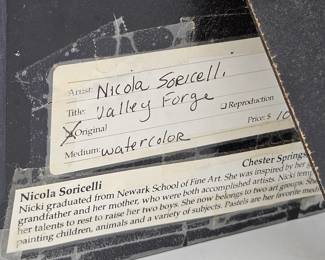 Artist: Nicola Soricelli
Title: Valley Forge
Original □ Reproduction
Medium: watercolor Price: $ 10
Nicola Soricelli Chester Springs
Nicki graduated from Newark School of Fine Art. She was inspired by her
grandfather and her mother, who were both accomplished artists. Nicki temp
her talents to rest to raise her two boys. She now belongs to two art groups. S
painting children, animals and a variety of subjects. Pastels are her favorite med